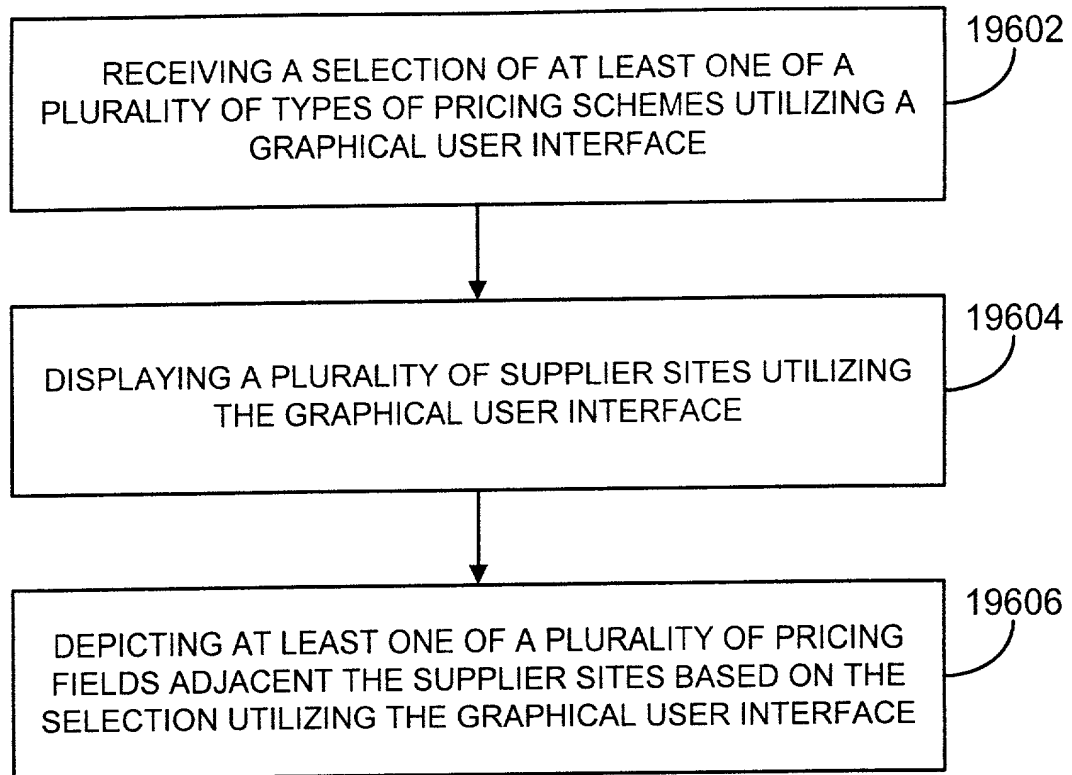 19602
RECEIVING A SELECTION OF AT LEAST ONE OF A
PLURALITY OF TYPES OF PRICING SCHEMES UTILIZING A
GRAPHICAL USER INTERFACE
19604
DISPLAYING A PLURALITY OF SUPPLIER SITES UTILIZING
THE GRAPHICAL USER INTERFACE
19606
DEPICTING AT LEAST ONE OF A PLURALITY OF PRICING
FIELDS ADJACENT THE SUPPLIER SITES BASED ON THE
SELECTION UTILIZING THE GRAPHICAL USER INTERFACE